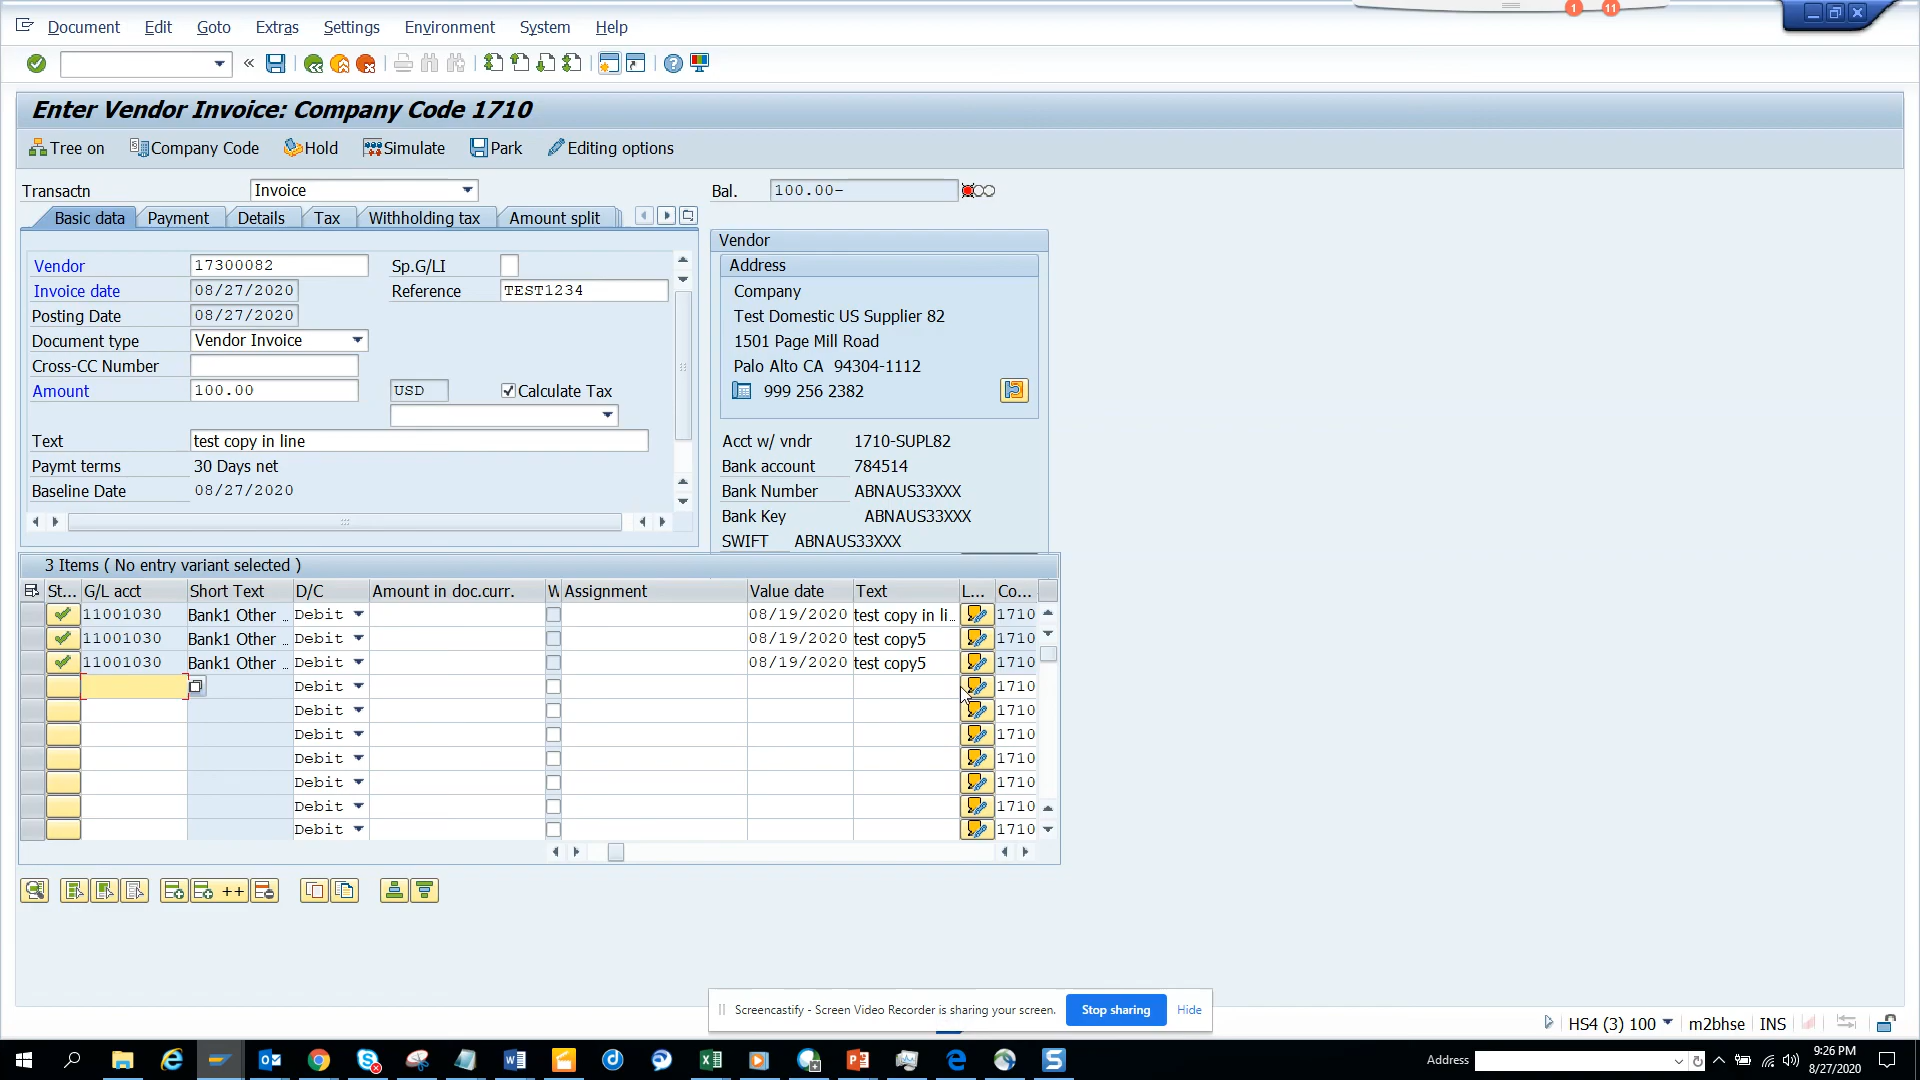 Document Edit Goto Extras Settings Environment System Help
1 11
«
Enter Vendor Invoice: Company Code 1710
Tree on Company Code Hold Simulate Park Editing options
Transactn Invoice Bal. 100.00-
Basic data Payment Details Tax Withholding tax Amount split
Vendor
Vendor 17300082 Sp.G/LI
Address
Invoice date 08/27/2020 Reference TEST1234
Company
Posting Date 08/27/2020
Test Domestic US Supplier 82
Document type Vendor Invoice
1501 Page Mill Road
Cross-CC Number
Palo Alto CA 94304-1112
Amount 100.00 USD Calculate Tax
999 256 2382
Text test copy in line
Acct w/ vndr 1710-SUPL82
Paymt terms 30 Days net
Bank account 784514
Baseline Date 08/27/2020
Bank Number ABNAUS33XXX
Bank Key ABNAUS33XXX
SWIFT ABNAUS33XXX
3 Items ( No entry variant selected )
St... G/L acct Short Text D/C Amount in doc.curr. W Assignment Value date Text L... Co...
11001030 Bank1 Other .. Debit 08/19/2020 test copy in li... 1710
11001030 Bank1 Other .. Debit 08/19/2020 test copy5 1710
11001030 Bank1 Other .. Debit 08/19/2020 test copy5 1710
Debit 1710
Debit 1710
Debit 1710
Debit 1710
Debit 1710
Debit 1710
Debit 1710
++
Screencastify - Screen Video Recorder is sharing your screen. Stop sharing Hide
HS4 (3) 100 m2bhse INS
Address
9:26 PM
8/27/2020